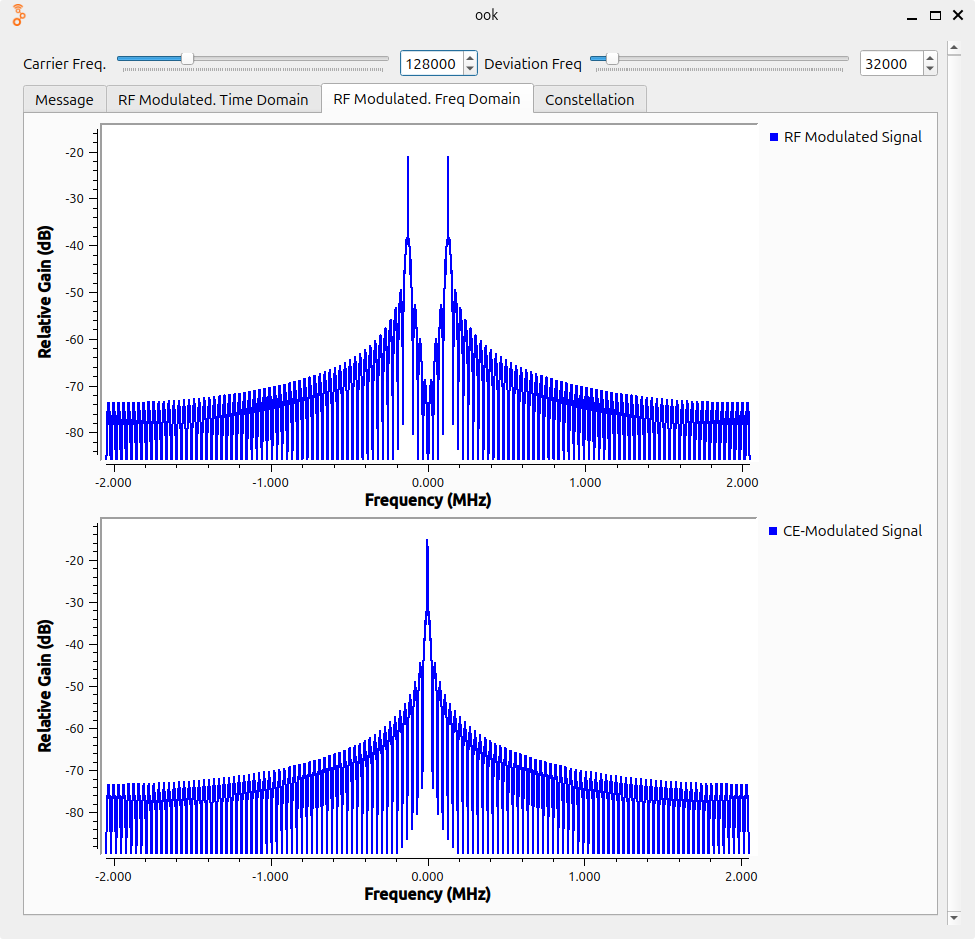 ook
Carrier Freq. 128000 Deviation Freq 32000
Message RF Modulated. Time Domain RF Modulated. Freq Domain Constellation
RF Modulated Signal
-20
-30
-40
-50
-60
-70
-80
Relative Gain (dB)
-2.000 -1.000 0.000 1.000 2.000
Frequency (MHz)
CE-Modulated Signal
-20
-30
-40
-50
-60
-70
-80
Relative Gain (dB)
-2.000 -1.000 0.000 1.000 2.000
Frequency (MHz)